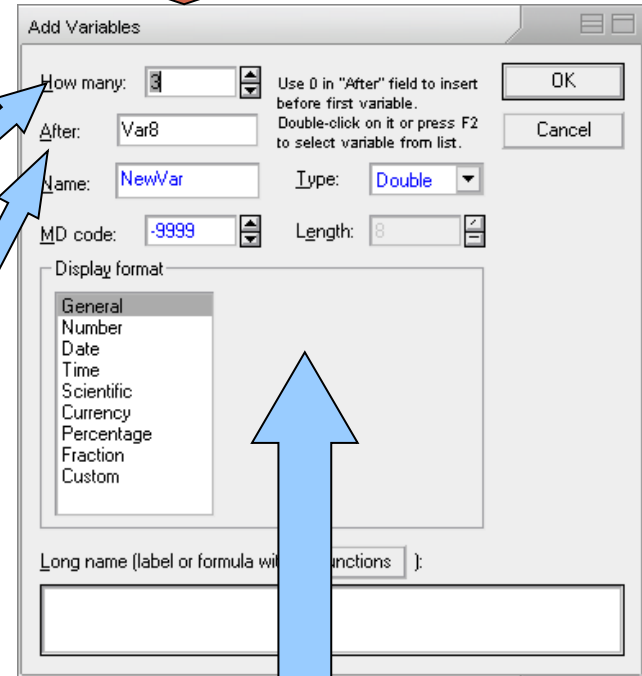 Add Variables
How many: 3
Use 0 in "After" field to insert
before first variable.
Double-click on it or press F2
to select variable from list.
OK
After: Var8
Cancel
Name: NewVar
Type: Double
MD code: -9999
Length: 8
Display format
General
Number
Date
Time
Scientific
Currency
Percentage
Fraction
Custom
Long name (label or formula ):